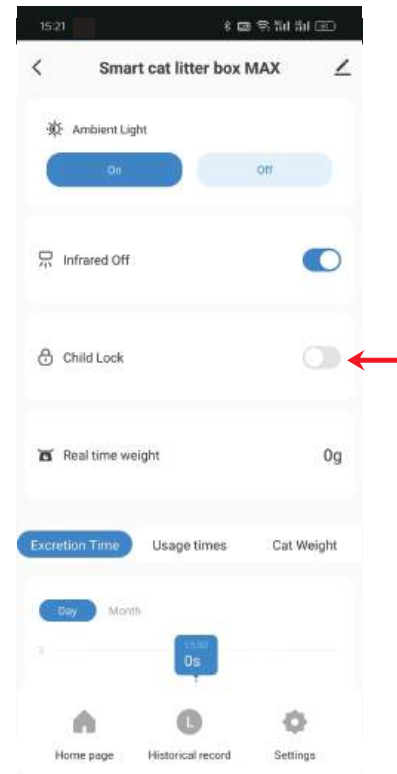 15:21
Smart cat litter box MAX
Ambient Light
On Off
Infrared Off
Child Lock
Real time weight 0g
Excretion Time Usage times Cat Weight
Day Month
0s
Home page Historical record Settings